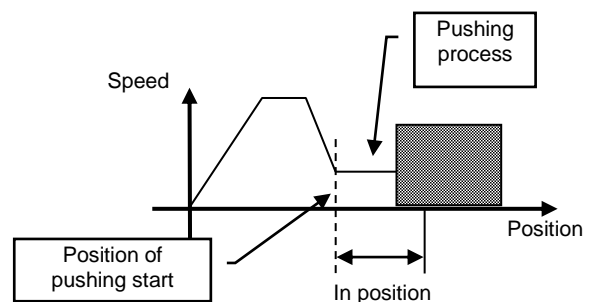 Pushing
process
Speed
Position
Position of
pushing start
In position